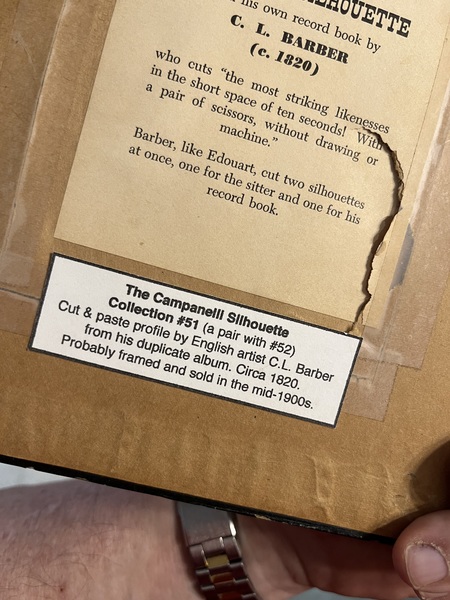 SILHOUETTE
his own record book by
C. L. BARBER
(c. 1820)
who cuts "the most striking likenesses
in the short space of ten seconds! With
a pair of scissors, without drawing or
machine."
Barber, like Edouart, cut two silhouettes
at once, one for the sitter and one for his
record book.
The Campanelli Silhouette
Collection #51 (a pair with #52)
Cut & paste profile by English artist C.L. Barber
from his duplicate album. Circa 1820.
Probably framed and sold in the mid-1900s.